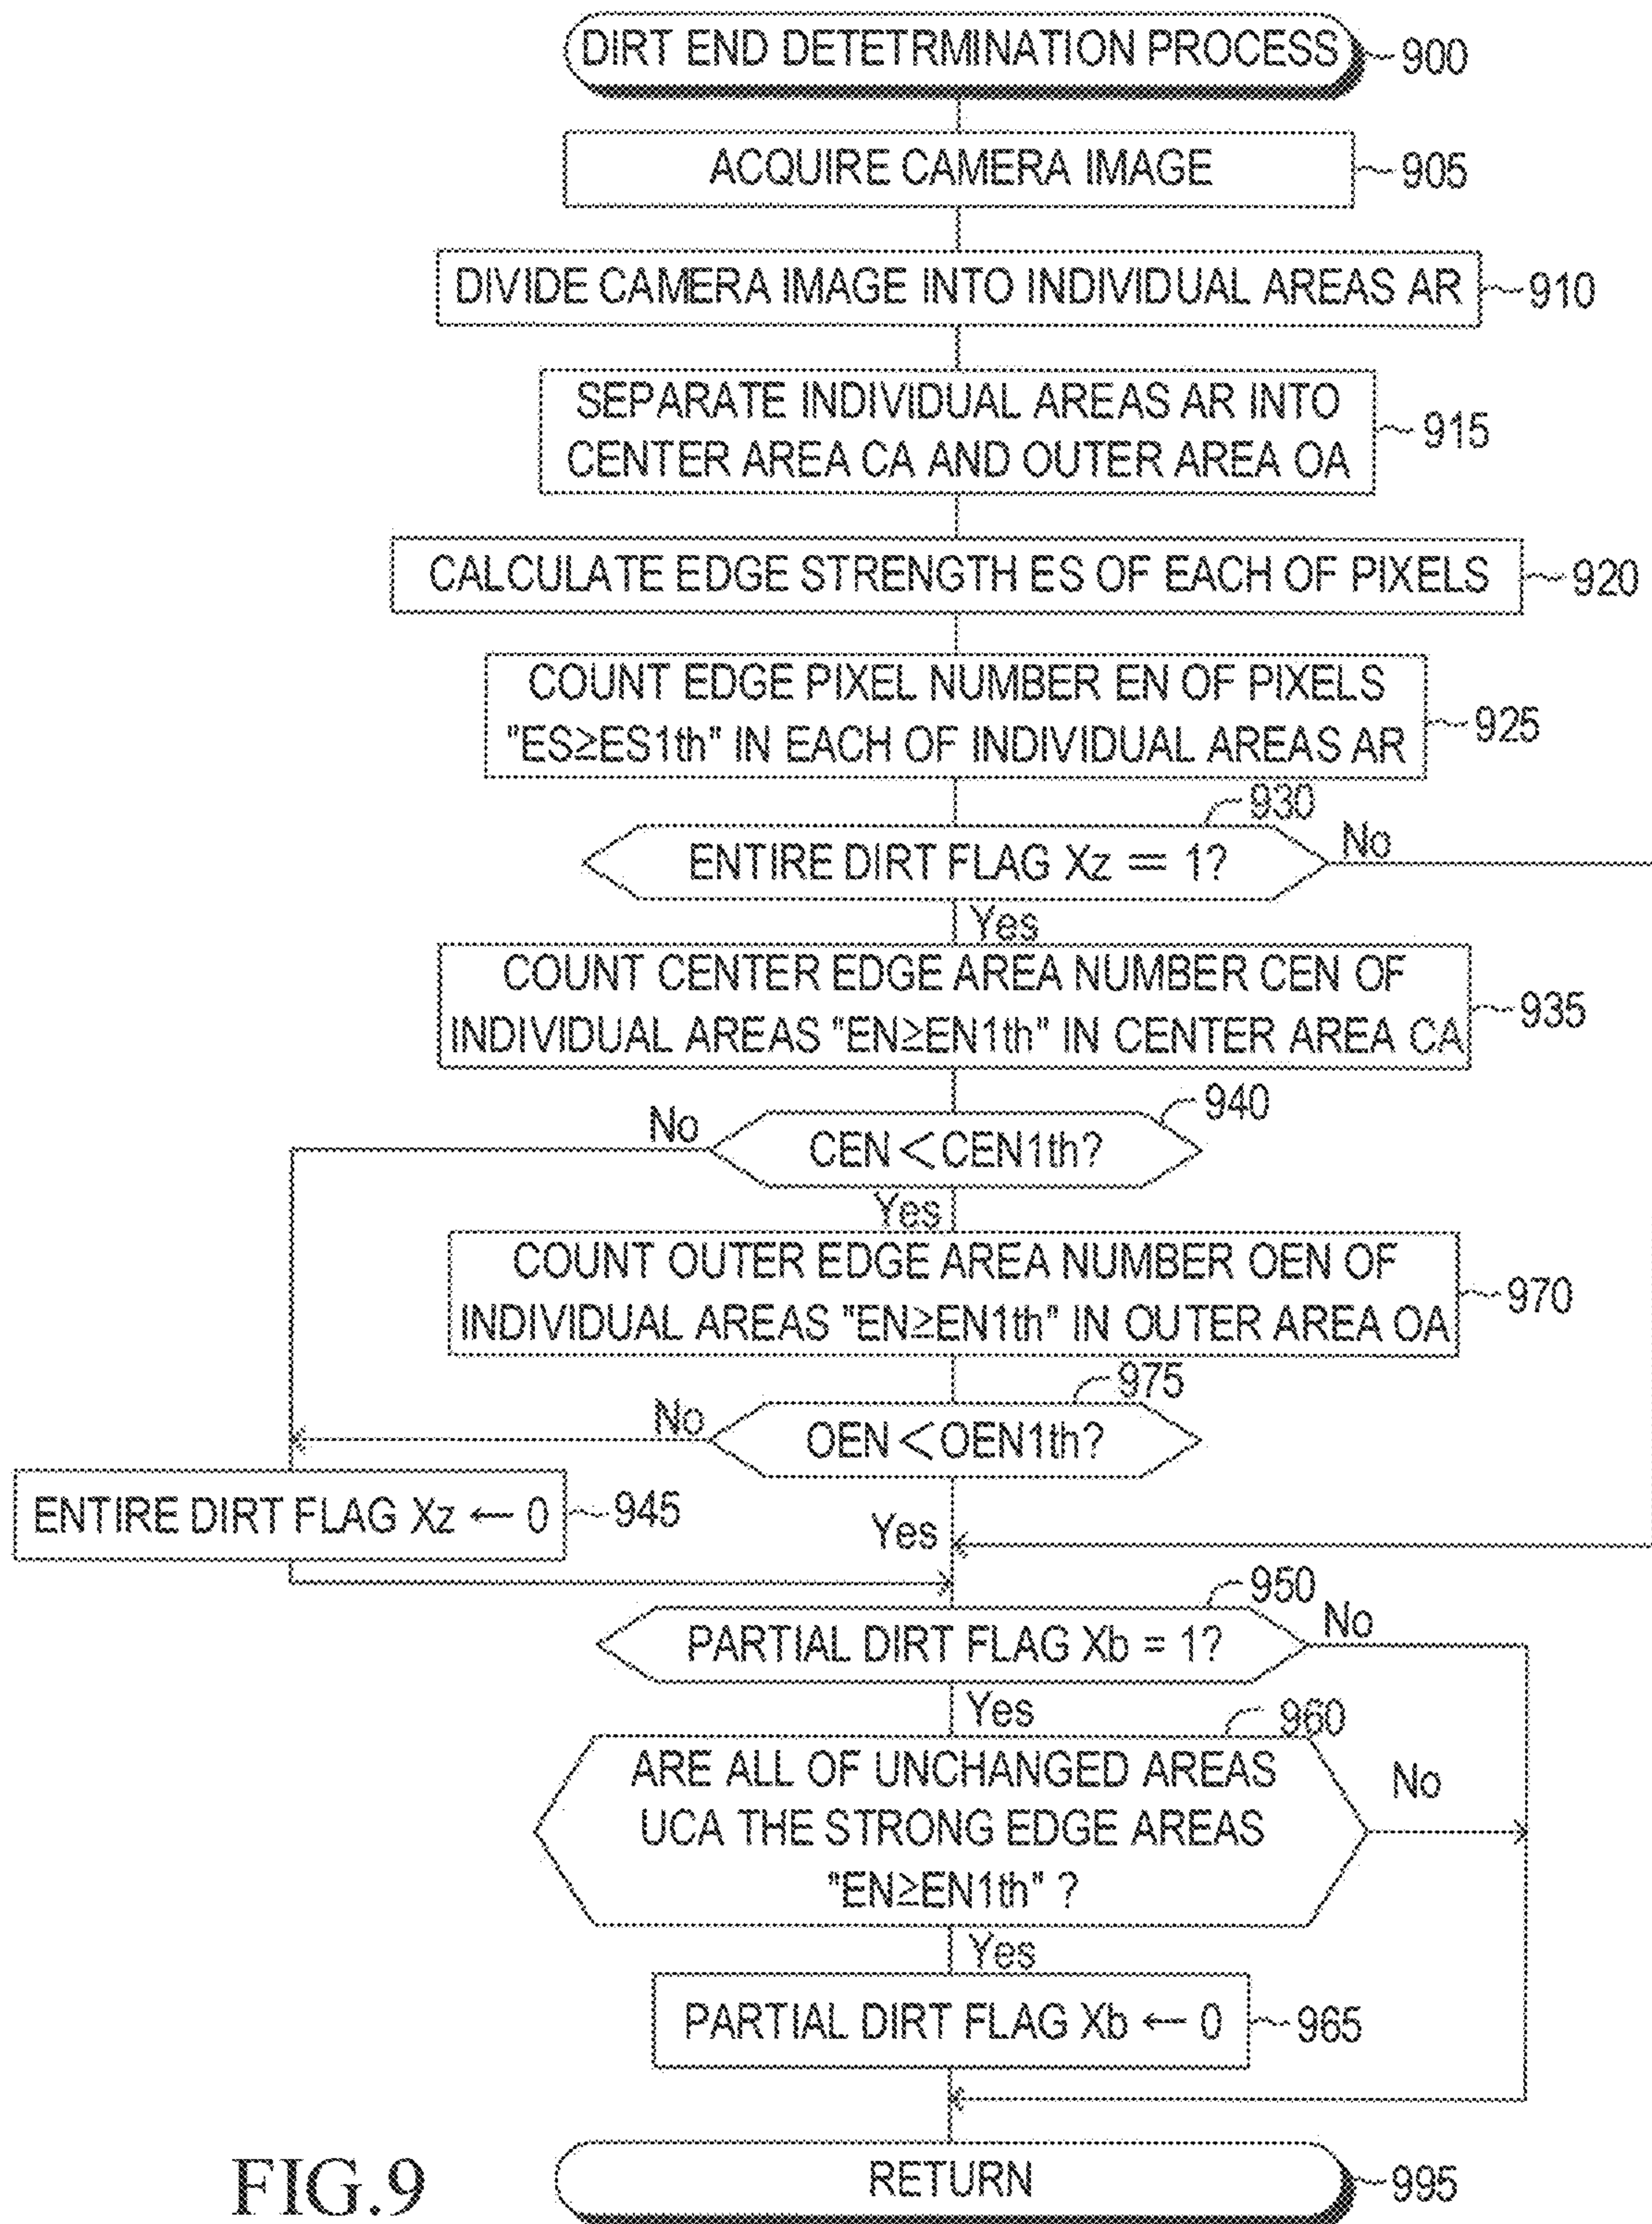 DIRT END DETETRMINATION PROCESS
900
ACQUIRE CAMERA IMAGE
905
DIVIDE CAMERA IMAGE INTO INDIVIDUAL AREAS AR
910
SEPARATE INDIVIDUAL AREAS AR INTO
CENTER AREA CA AND OUTER AREA OA
915
CALCULATE EDGE STRENGTH ES OF EACH OF PIXELS
920
COUNT EDGE PIXEL NUMBER EN OF PIXELS
"ES≥ES1th" IN EACH OF INDIVIDUAL AREAS AR
925
930
ENTIRE DIRT FLAG Xz == 1?
No
Yes
COUNT CENTER EDGE AREA NUMBER CEN OF
INDIVIDUAL AREAS "EN≥EN1th" IN CENTER AREA CA
935
940
No
CEN<CEN1th?
Yes
COUNT OUTER EDGE AREA NUMBER OEN OF
INDIVIDUAL AREAS "EN≥EN1th" IN OUTER AREA OA
970
975
No
OEN<OEN1th?
ENTIRE DIRT FLAG Xz ← 0
945
Yes
950
PARTIAL DIRT FLAG Xb = 1?
No
Yes
960
ARE ALL OF UNCHANGED AREAS
UCA THE STRONG EDGE AREAS
"EN≥EN1th" ?
No
Yes
PARTIAL DIRT FLAG Xb ← 0
965
RETURN
995
FIG.9